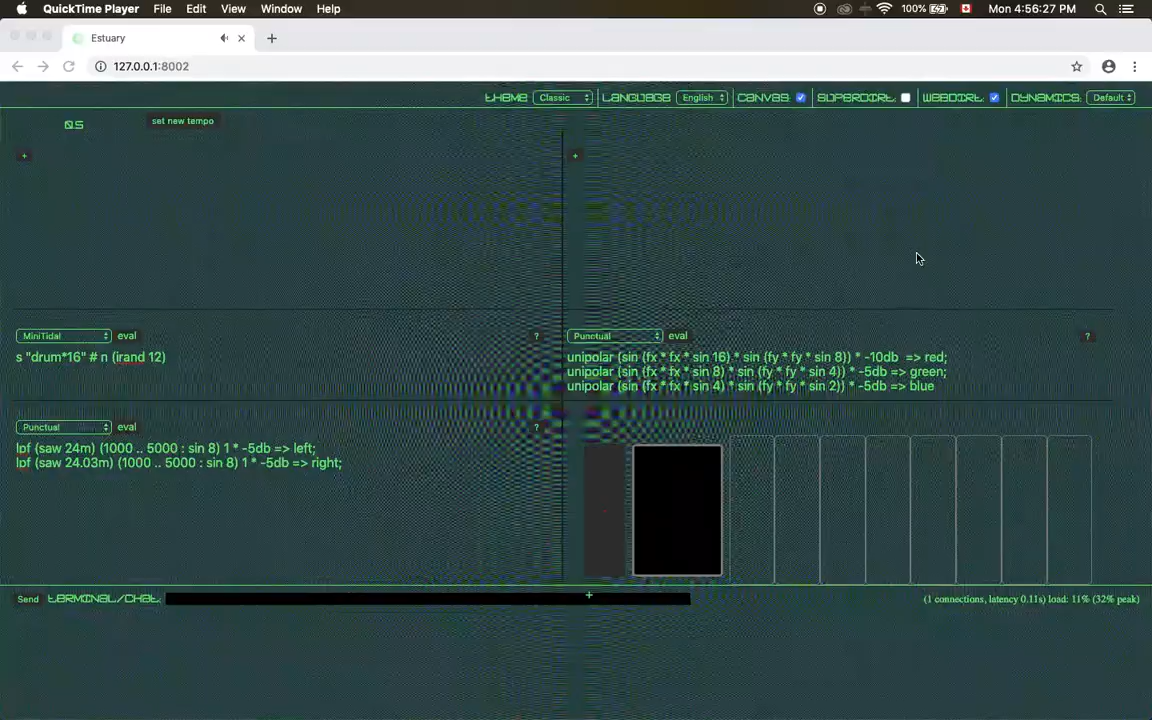 QuickTime Player File Edit View Window Help 100% Mon 4:56:27 PM
Estuary
127.0.0.1:8002
THEME Classic LANGUAGE English CANVAS: SUPERDIRT: WEBDIRT: DYNAMICS: Default
0S set new tempo
+ +
MiniTidal eval ? Punctual eval ?
s "drum*16" # n (irand 12)
unipolar (sin (fx * fx * sin 16) * sin (fy * fy * sin 8)) * -10db => red;
unipolar (sin (fx * fx * sin 8) * sin (fy * fy * sin 4)) * -5db => green;
unipolar (sin (fx * fx * sin 4) * sin (fy * fy * sin 2)) * -5db => blue
Punctual eval ?
lpf (saw 24m) (1000 .. 5000 : sin 8) 1 * -5db => left;
lpf (saw 24.03m) (1000 .. 5000 : sin 8) 1 * -5db => right;
-
Send TERMINAL/CHAT: + (1 connections, latency 0.11s) load: 11% (32% peak)